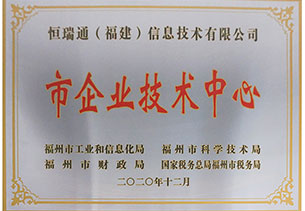 恒瑞通（福建）信息技术有限公司
市企业技术中心
福州市工业和信息化局 福州市科学技术局
福州市财政局 国家税务总局福州市税务局
二〇二〇年十二月